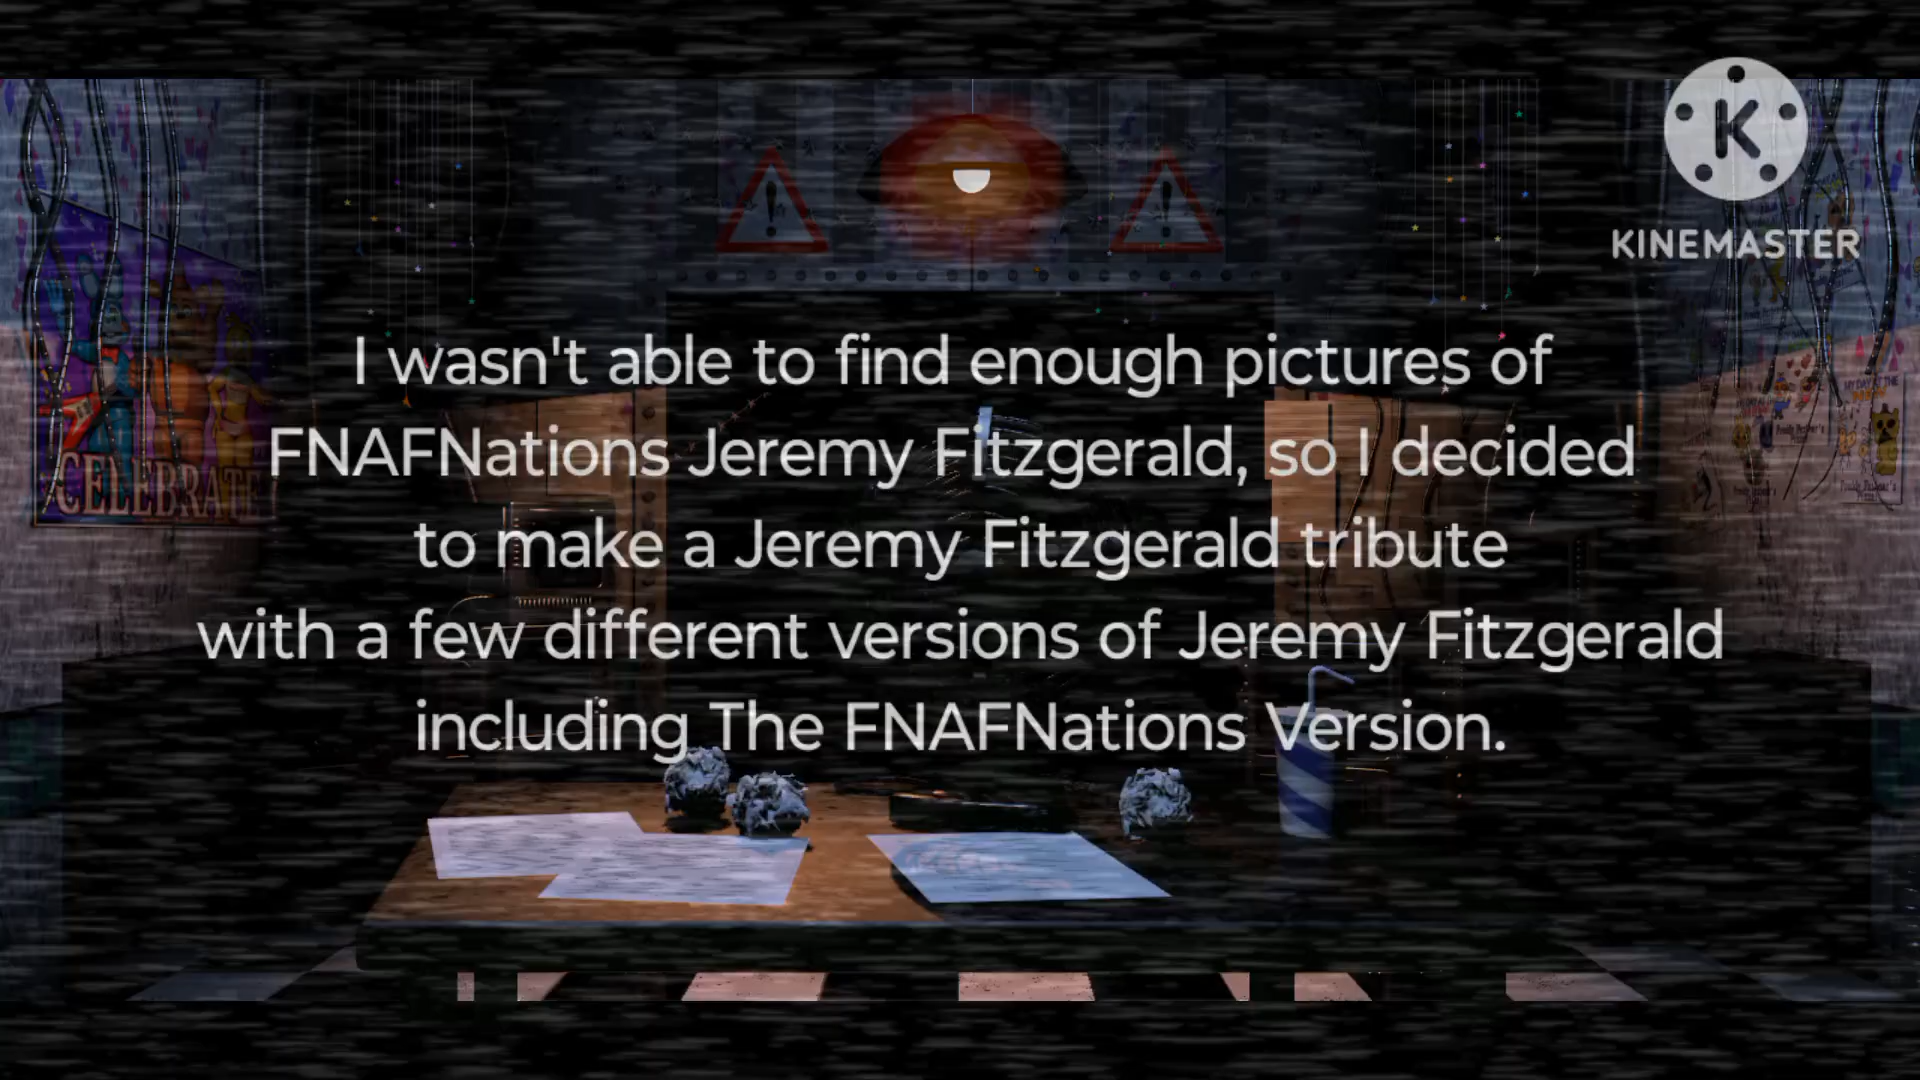 KINEMASTER
I wasn't able to find enough pictures of
FNAFNations Jeremy Fitzgerald, so I decided
to make a Jeremy Fitzgerald tribute
with a few different versions of Jeremy Fitzgerald
including The FNAFNations Version.
CELEBRATE